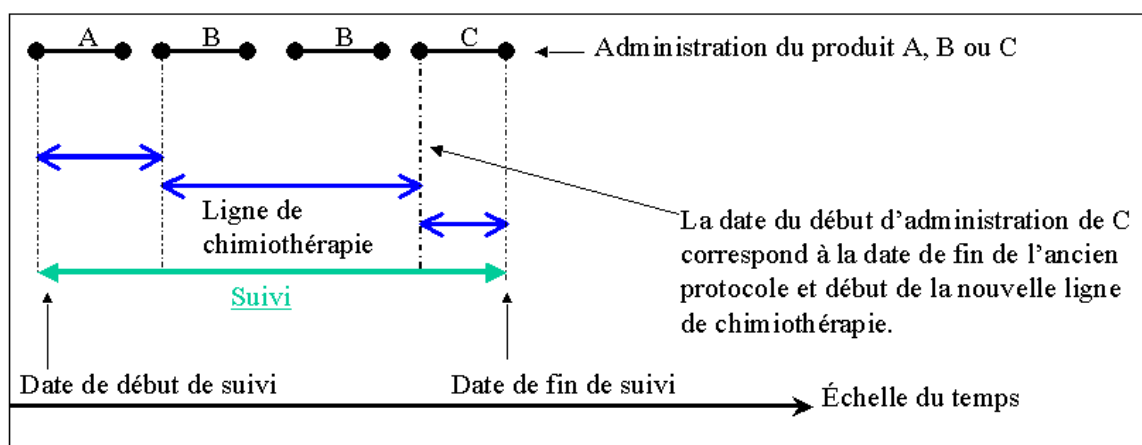 A B B C
Administration du produit A, B ou C
Ligne de
chimiothérapie
La date du début d’administration de C
correspond à la date de fin de l’ancien
protocole et début de la nouvelle ligne
de chimiothérapie.
Suivi
Date de début de suivi
Date de fin de suivi
Échelle du temps